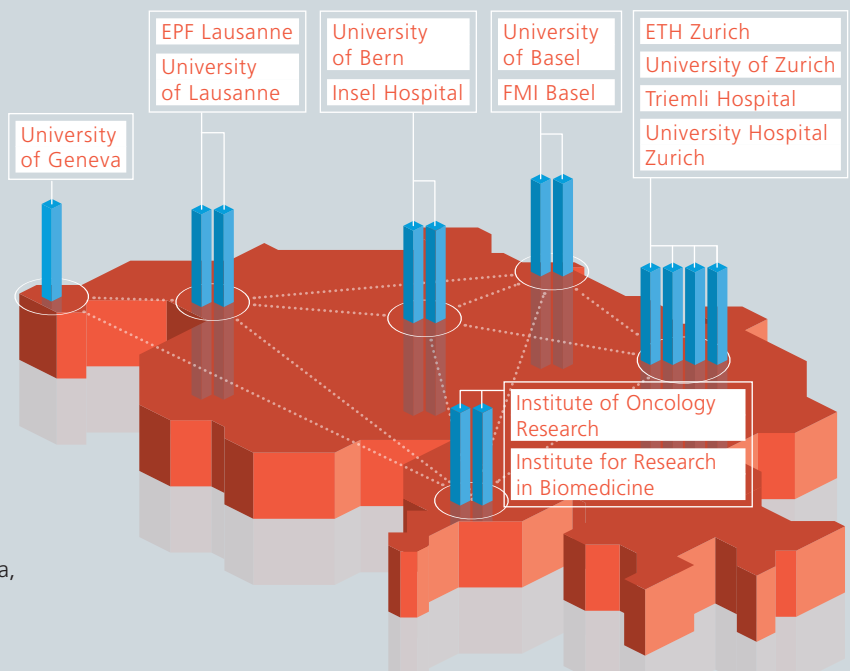 EPF Lausanne
University
of Lausanne
University
of Bern
Insel Hospital
University
of Basel
FMI Basel
ETH Zurich
University of Zurich
Triemli Hospital
University Hospital
Zurich
University
of Geneva
Institute of Oncology
Research
Institute for Research
in Biomedicine
a,